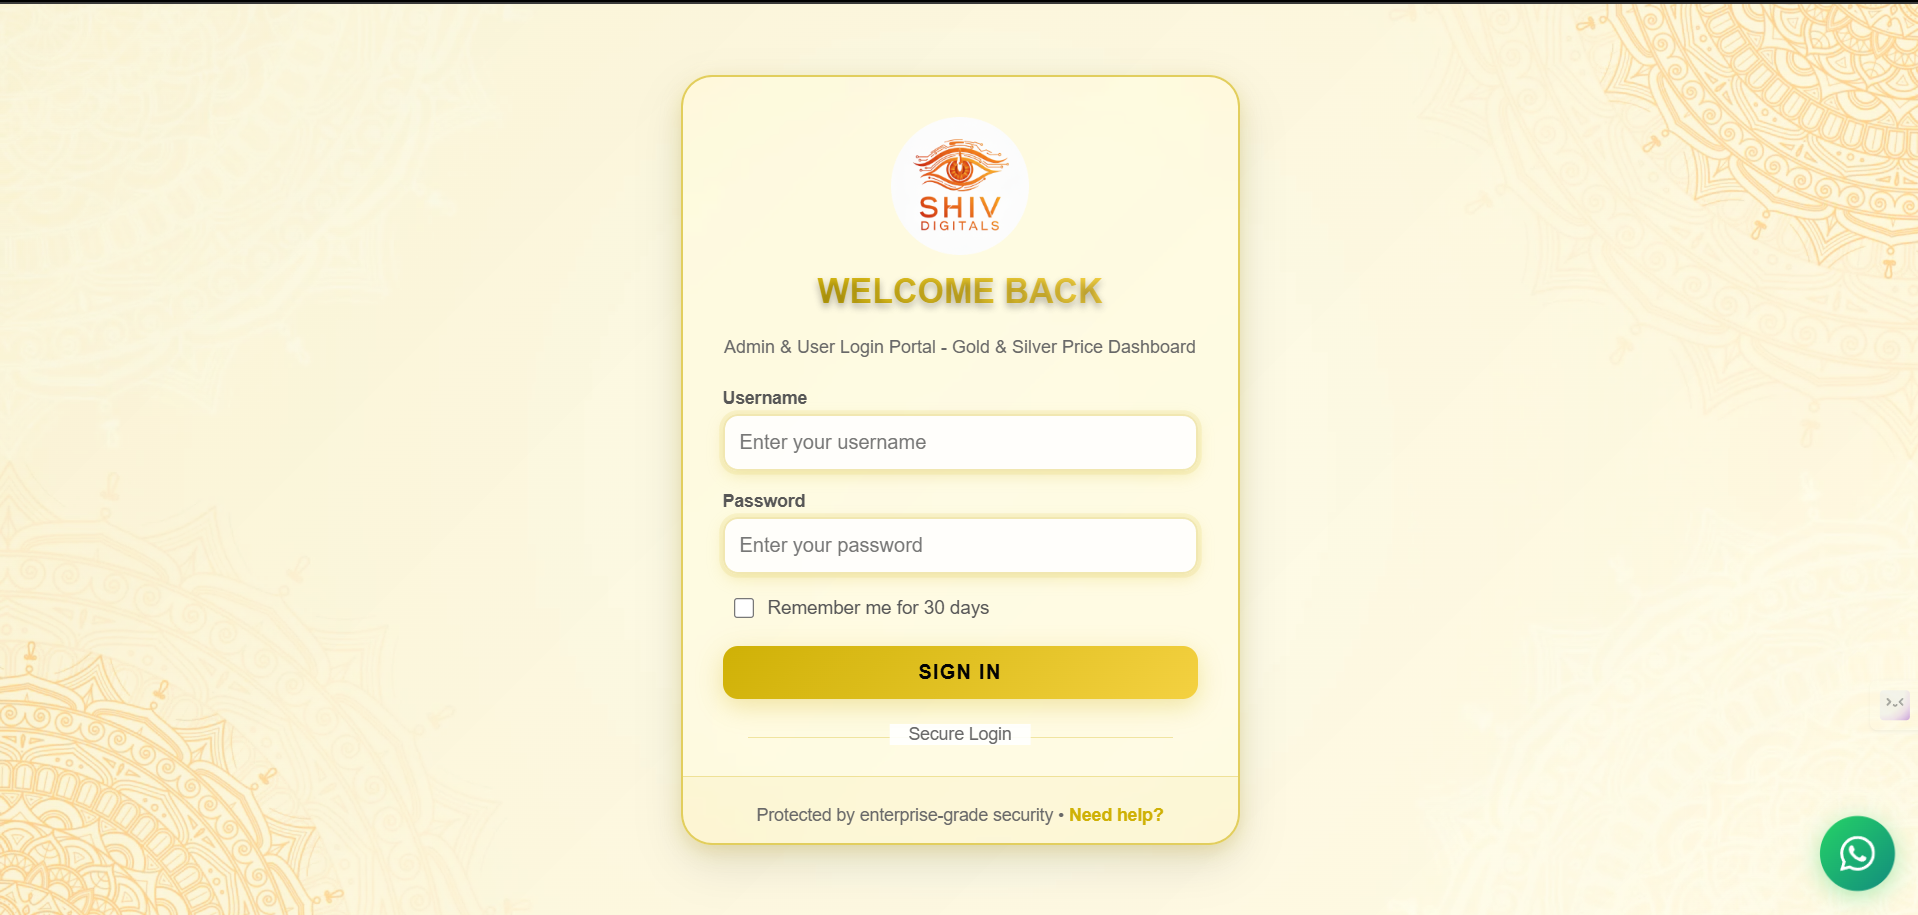 SHIV
DIGITALS
WELCOME BACK
Admin & User Login Portal - Gold & Silver Price Dashboard
Username
Enter your username
Password
Enter your password
Remember me for 30 days
SIGN IN
Secure Login
Protected by enterprise-grade security • Need help?